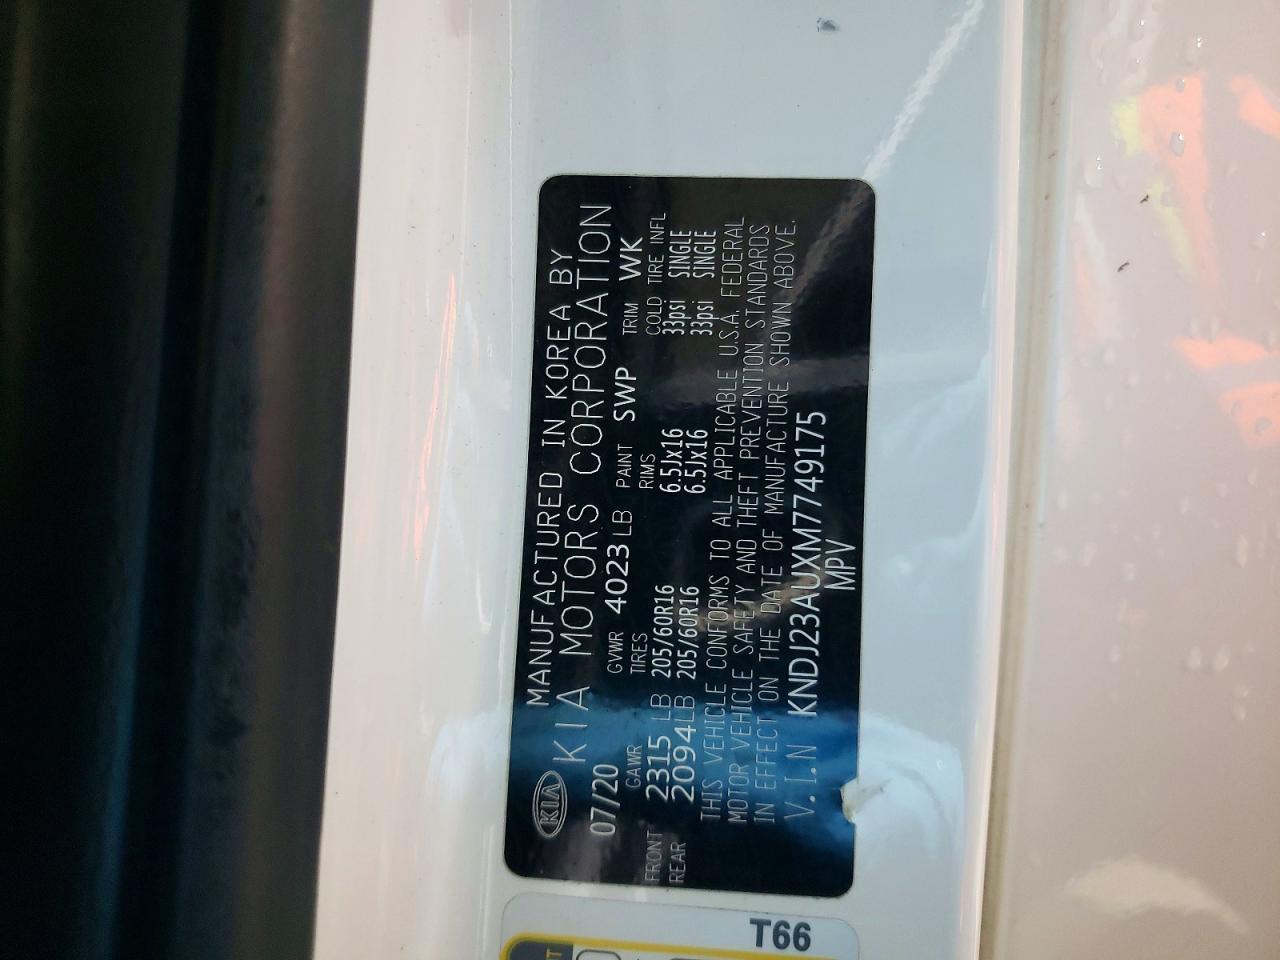 KIA
MANUFACTURED IN KOREA BY
KIA MOTORS CORPORATION
07/20 GVWR 4023 LB PAINT SWP TRIM WK
GAWR TIRES RIMS COLD TIRE INFL
FRONT 2315 LB 205/60R16 6.5Jx16 33psi SINGLE
REAR 2094LB 205/60R16 6.5Jx16 33psi SINGLE
THIS VEHICLE CONFORMS TO ALL APPLICABLE U.S.A. FEDERAL
MOTOR VEHICLE SAFETY AND THEFT PREVENTION STANDARDS
IN EFFECT ON THE DATE OF MANUFACTURE SHOWN ABOVE.
V.I.N KNDJ23AUXM7749175
MPV
T66